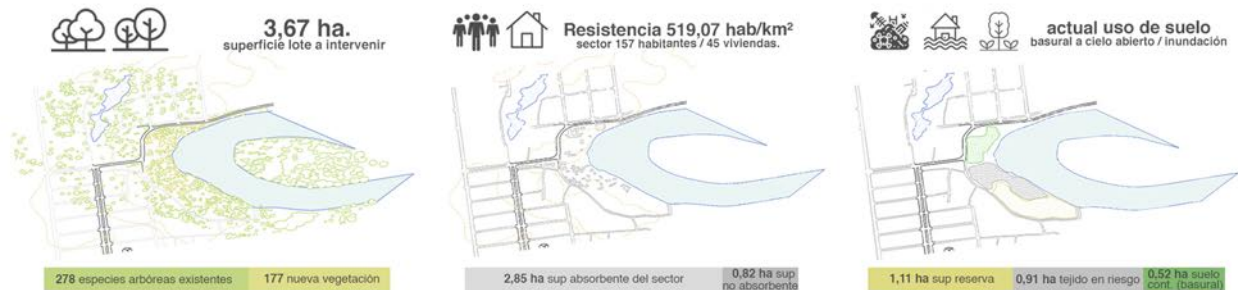 3,67 ha.
superficie lote a intervenir
278 especies arbóreas existentes
177 nueva vegetación
Resistencia 519,07 hab/km²
sector 157 habitantes / 45 viviendas.
2,85 ha sup absorbente del sector
0,82 ha sup
no absorbente
actual uso de suelo
basural a cielo abierto / inundación
1,11 ha sup reserva
0,91 ha tejido en riesgo
0,52 ha suelo
cont. (basural)